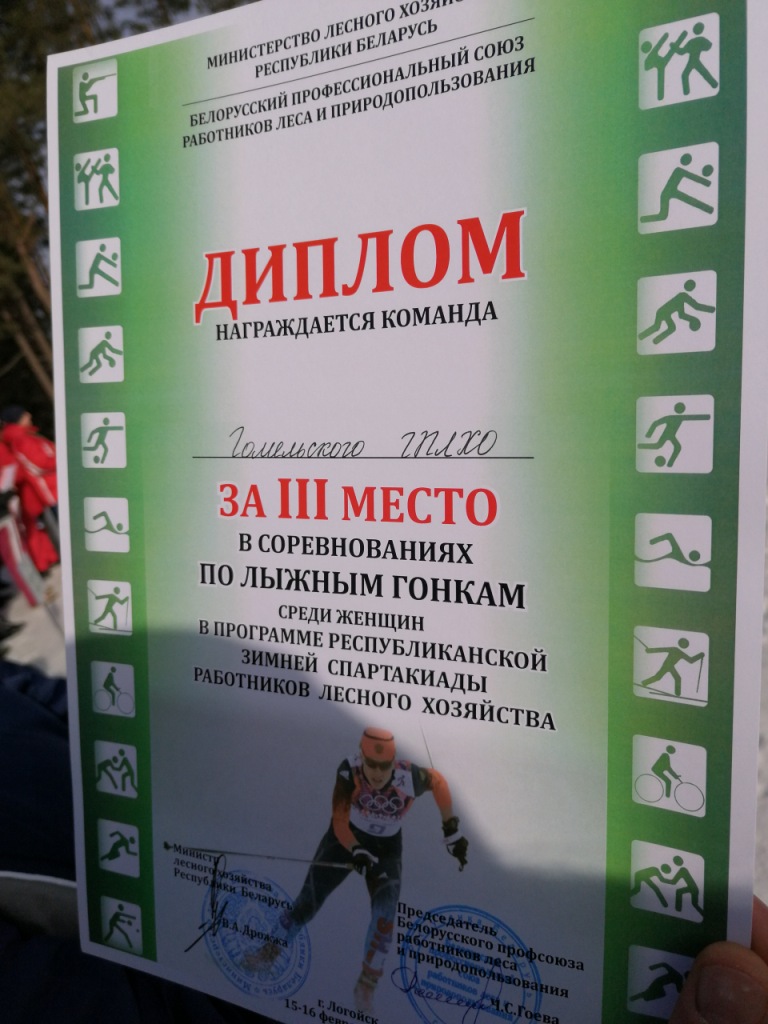 МИНИСТЕРСТВО ЛЕСНОГО
РЕСПУБЛИКИ БЕЛАРУСЬ
БЕЛОРУССКИЙ ПРОФЕССИОНАЛЬНЫЙ СОЮЗ
РАБОТНИКОВ ЛЕСА И ПРИРОДОПОЛЬЗОВАНИЯ
ДИПЛОМ
НАГРАЖДАЕТСЯ КОМАНДА
Гомельского ГПЛХО
ЗА III МЕСТО
В СОРЕВНОВАНИЯХ
ПО ЛЫЖНЫМ ГОНКАМ
СРЕДИ ЖЕНЩИН
В ПРОГРАММЕ РЕСПУБЛИКАНСКОЙ
ЗИМНЕЙ СПАРТАКИАДЫ
РАБОТНИКОВ ЛЕСНОГО ХОЗЯЙСТВА
Министр
лесного хозяйства
Республики Беларусь
В.А.Дрожжа
Председатель
Белорусского профсоюза
работников леса
и природопользования
И.С.Гоева
г. Логойск
15-16